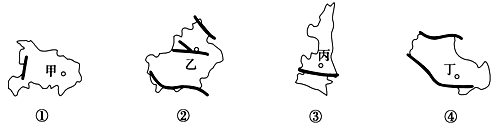 甲 乙 丙 丁
① ② ③ ④